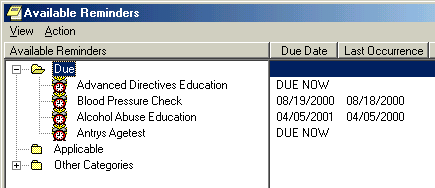 Available Reminders
View Action
Available Reminders Due Date Last Occurrence
Due
Advanced Directives Education DUE NOW
Blood Pressure Check 08/19/2000 08/18/2000
Alcohol Abuse Education 04/05/2001 04/05/2000
Antrys Agetest DUE NOW
Applicable
Other Categories